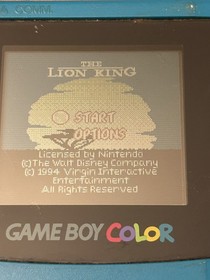 COMM.
THE
LION KING
START
OPTIONS
Licensed by Nintendo
(c)The Walt Disney Company
(c) 1994 Virgin Interactive
Entertainment
All Rights Reserved
GAME BOY COLOR